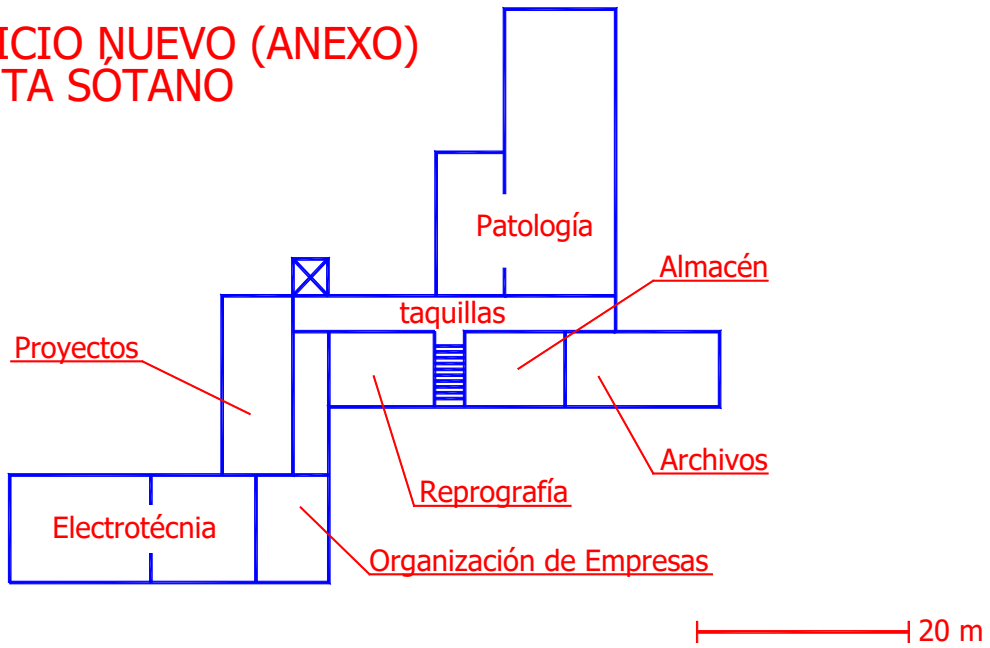 ICIO NUEVO (ANEXO)
TA SÓTANO
Patología
Almacén
taquillas
Proyectos
Archivos
Reprografía
Electrotécnia
Organización de Empresas
20 m